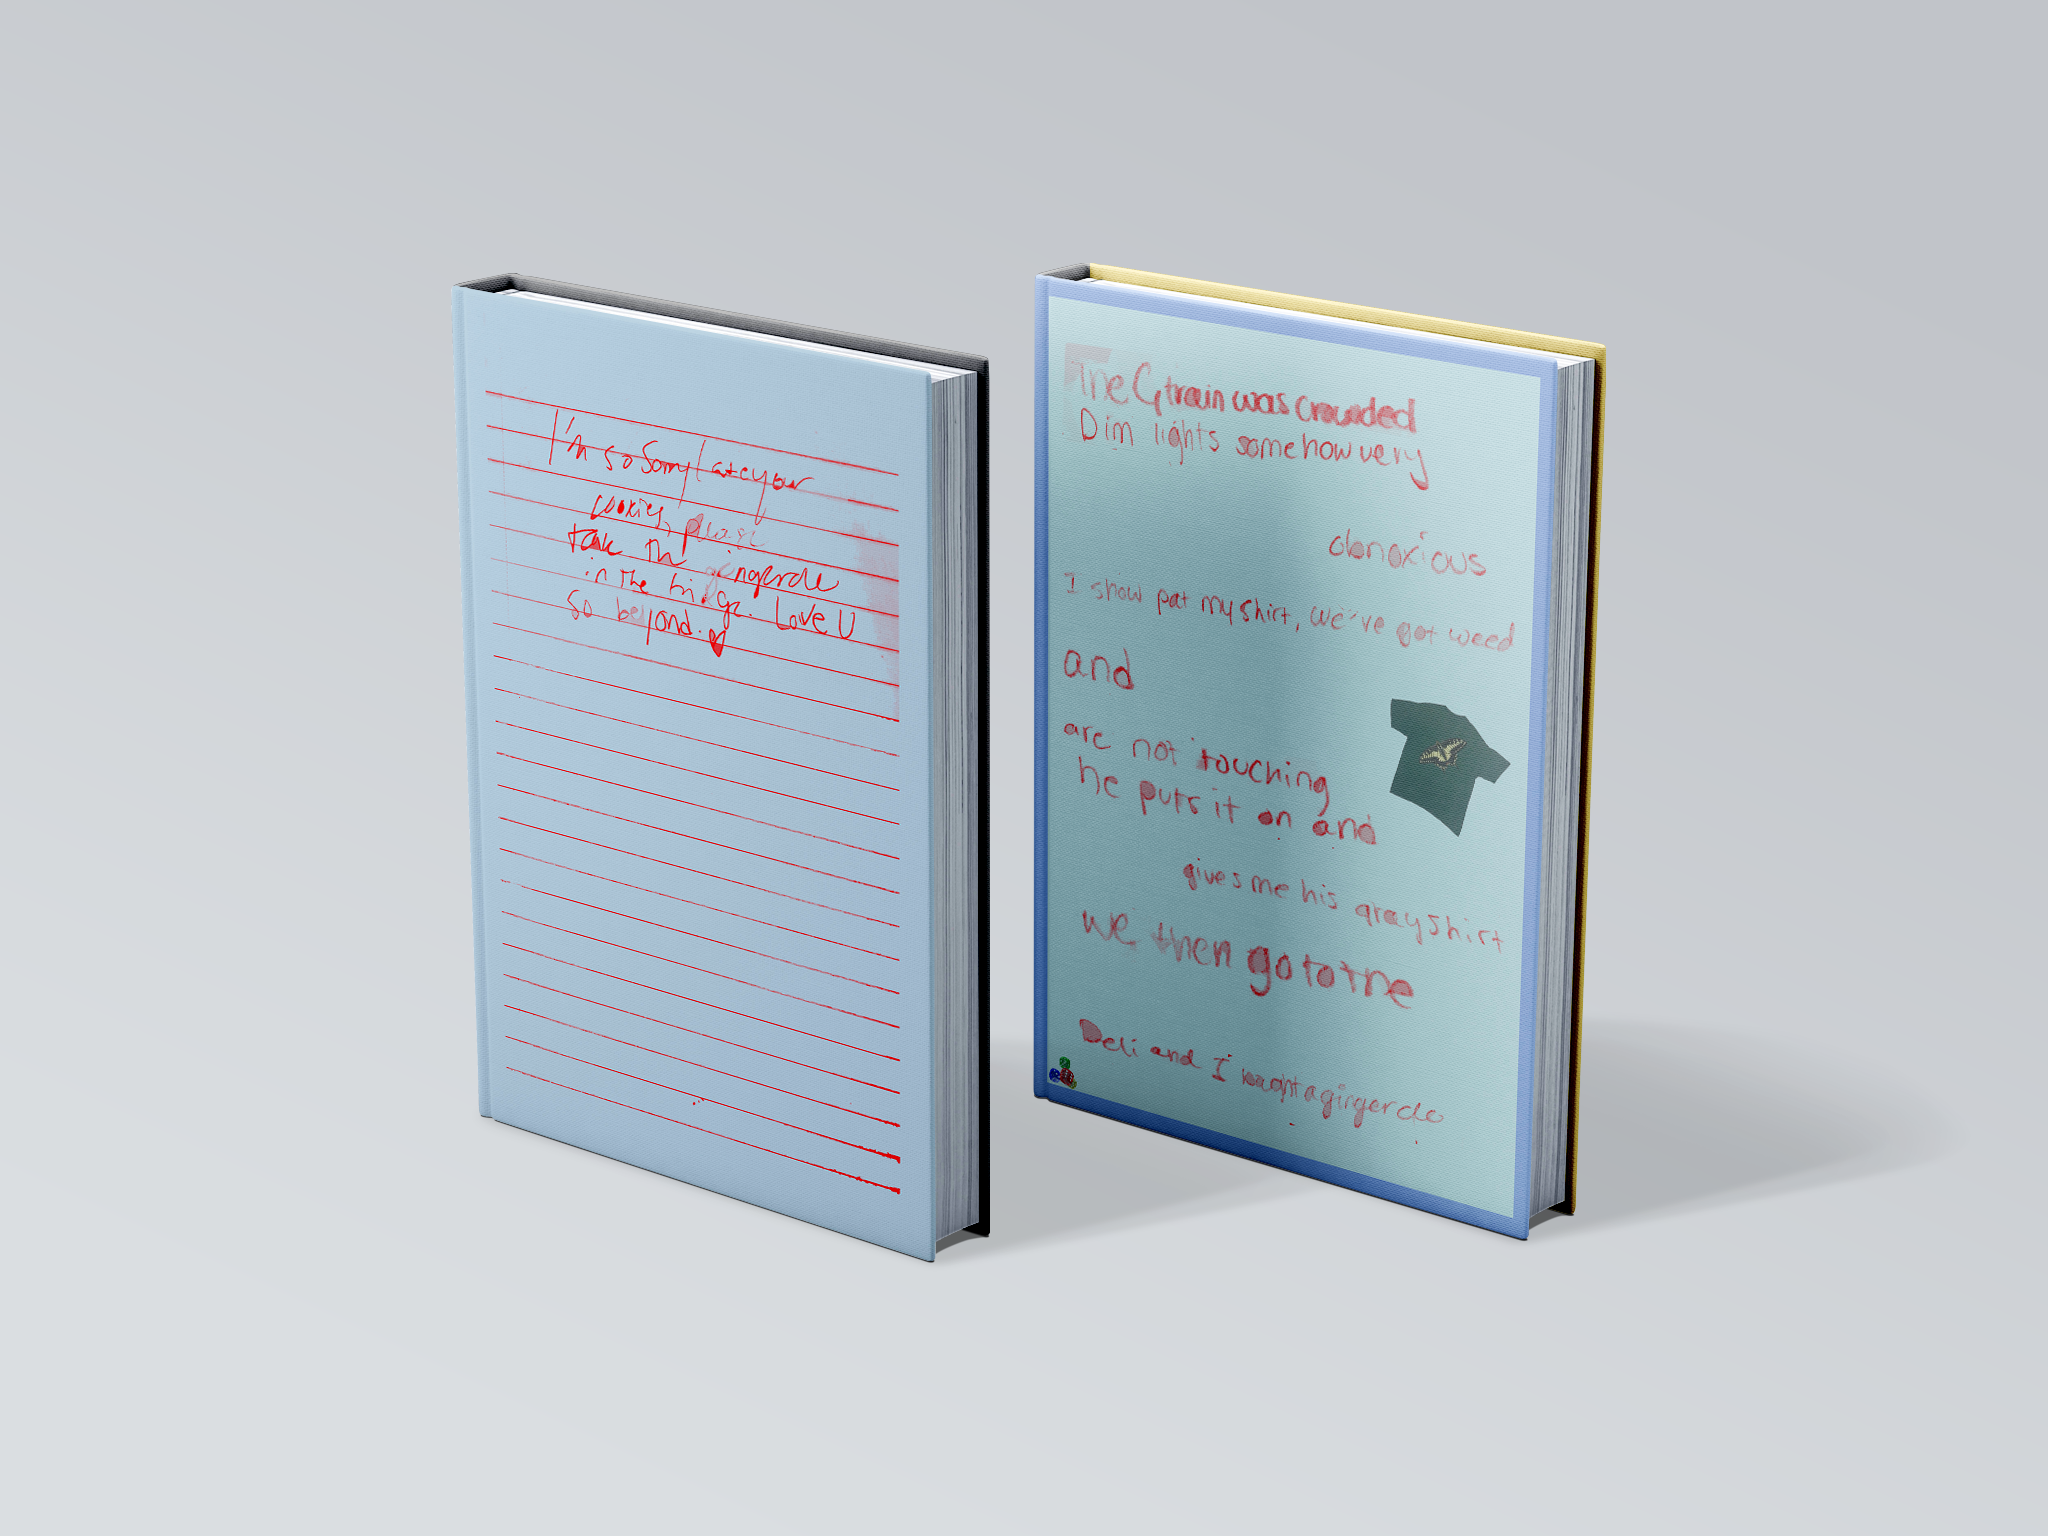 I'm so Sorry I ate your
cookies, please
take the gingerale
in the fridge. Love U
so beyond.
The G train was crowded
Dim lights somehow very
obnoxious
I show pat my shirt, we've got weed
and
are not touching
he puts it on and
gives me his gray shirt
we then go to the
Deli and I bought a ginger ale